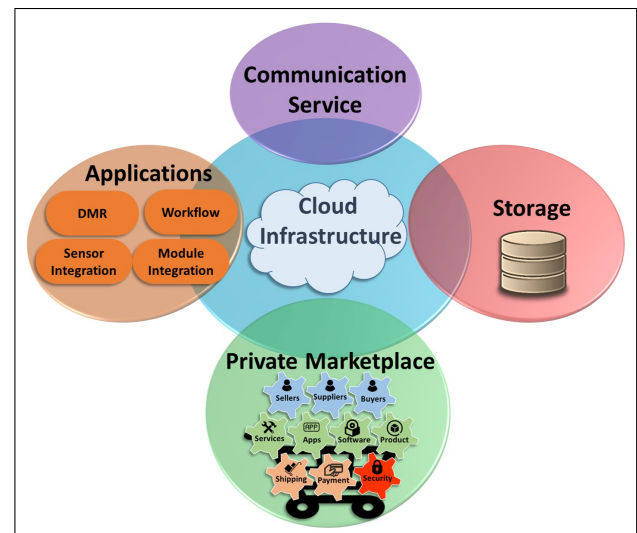 Communication
Service
Applications
DMR
Workflow
Sensor
Integration
Module
Integration
Cloud
Infrastructure
Storage
Private Marketplace
Sellers
Suppliers
Buyers
Services
APP
Apps
Software
Product
Shipping
Payment
Security